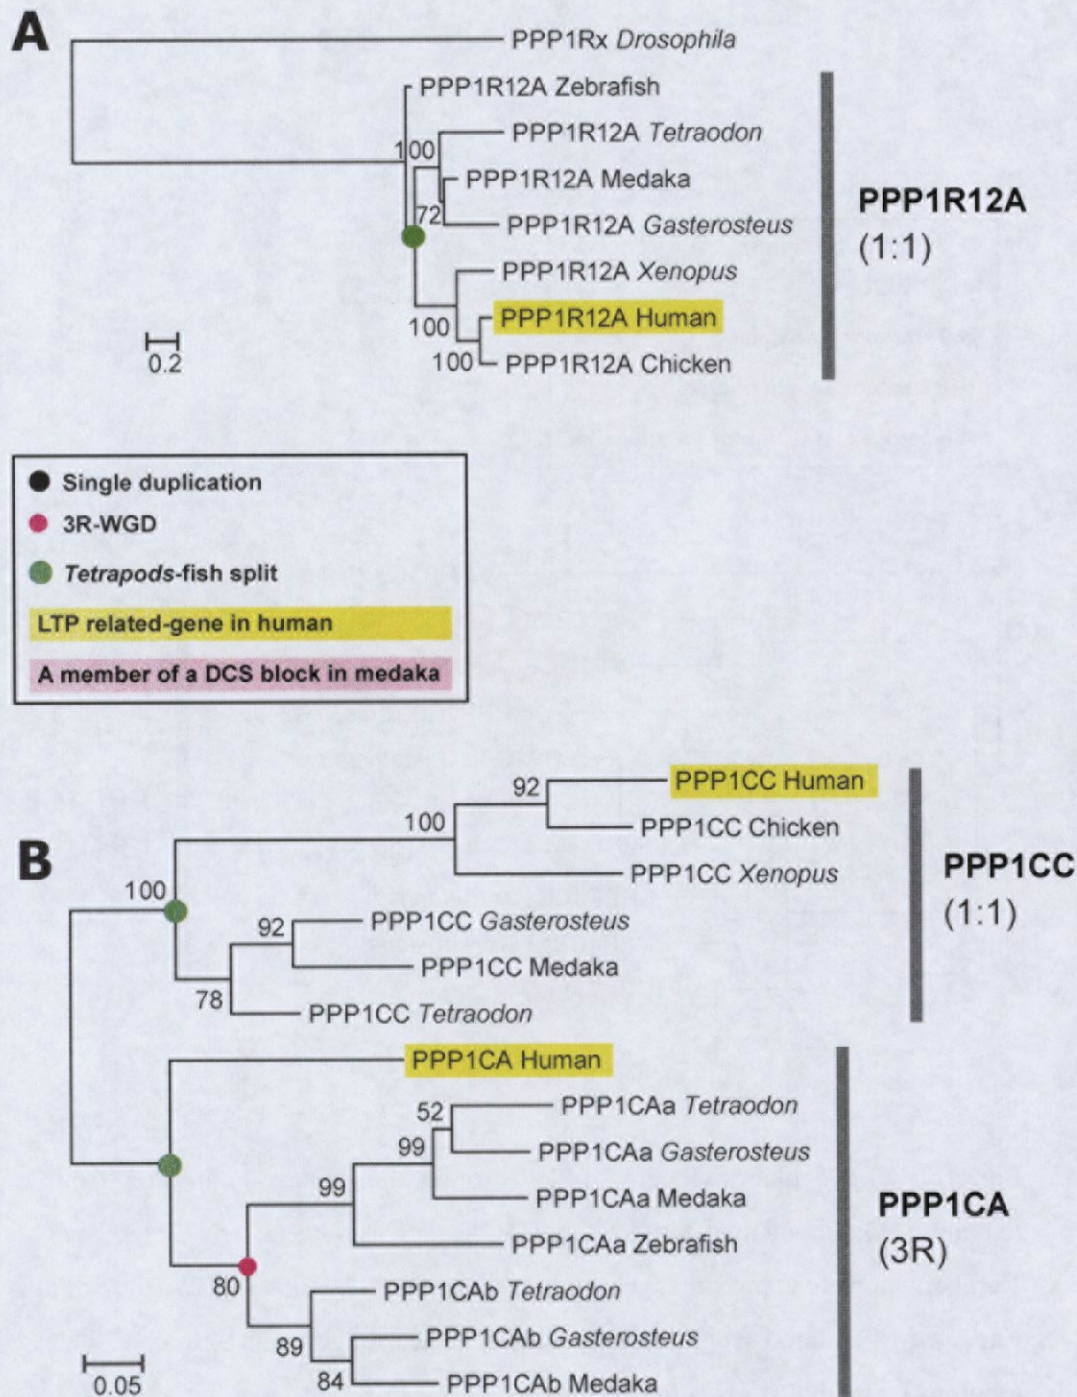 A
PPP1Rx Drosophila
PPP1R12A Zebrafish
PPP1R12A Tetraodon
100
PPP1R12A Medaka
72
PPP1R12A Gasterosteus
PPP1R12A
(1:1)
PPP1R12A Xenopus
PPP1R12A Human
100
PPP1R12A Chicken
100
0.2
Single duplication
3R-WGD
Tetrapods-fish split
LTP related-gene in human
A member of a DCS block in medaka
B
PPP1CC Human
92
PPP1CC Chicken
100
PPP1CC Xenopus
100
PPP1CC Gasterosteus
92
PPP1CC Medaka
78
PPP1CC Tetraodon
PPP1CC
(1:1)
PPP1CA Human
PPP1CAa Tetraodon
52
PPP1CAa Gasterosteus
99
PPP1CAa Medaka
99
PPP1CAa Zebrafish
80
PPP1CAb Tetraodon
PPP1CAb Gasterosteus
89
PPP1CAb Medaka
84
PPP1CA
(3R)
0.05